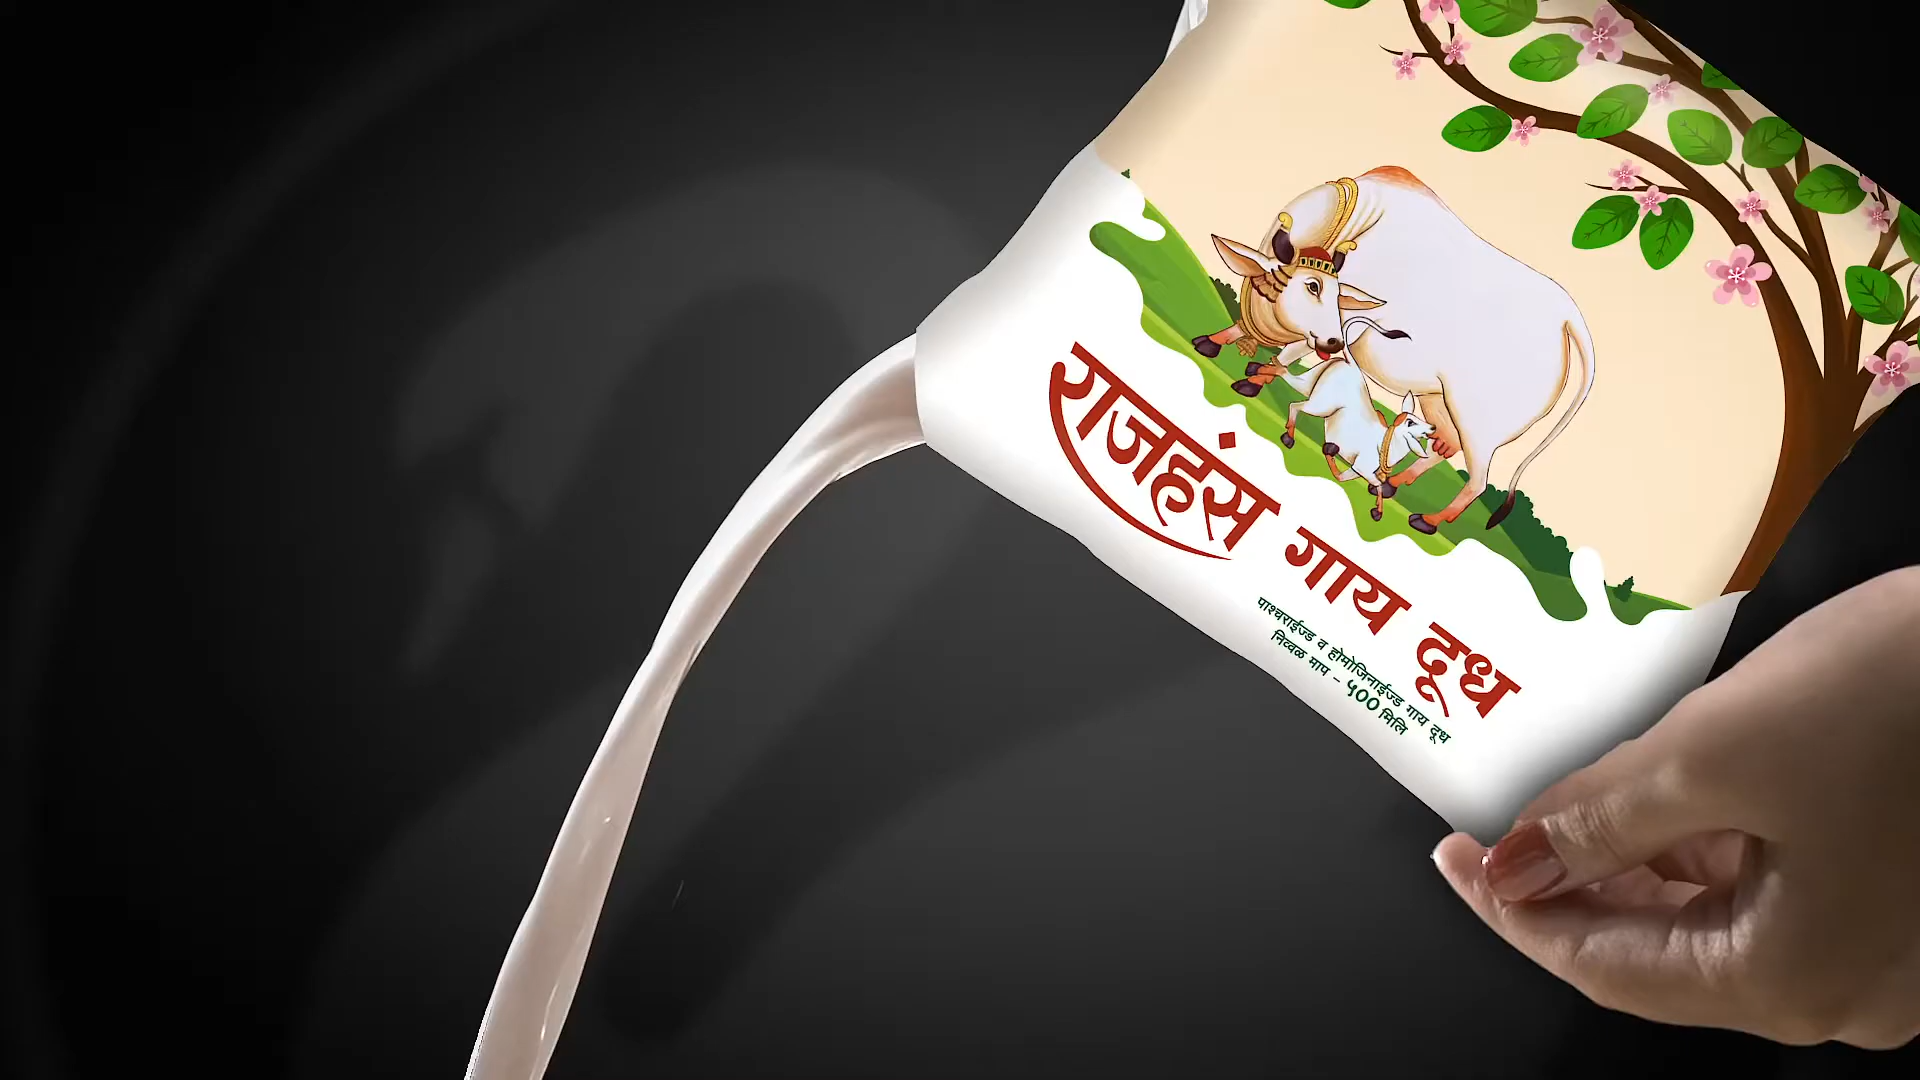 राजहंस गाय दूध
पाश्चराईज्ड व होमोजिनाईज्ड गाय दूध
निव्वळ माप - ५०० मिलि